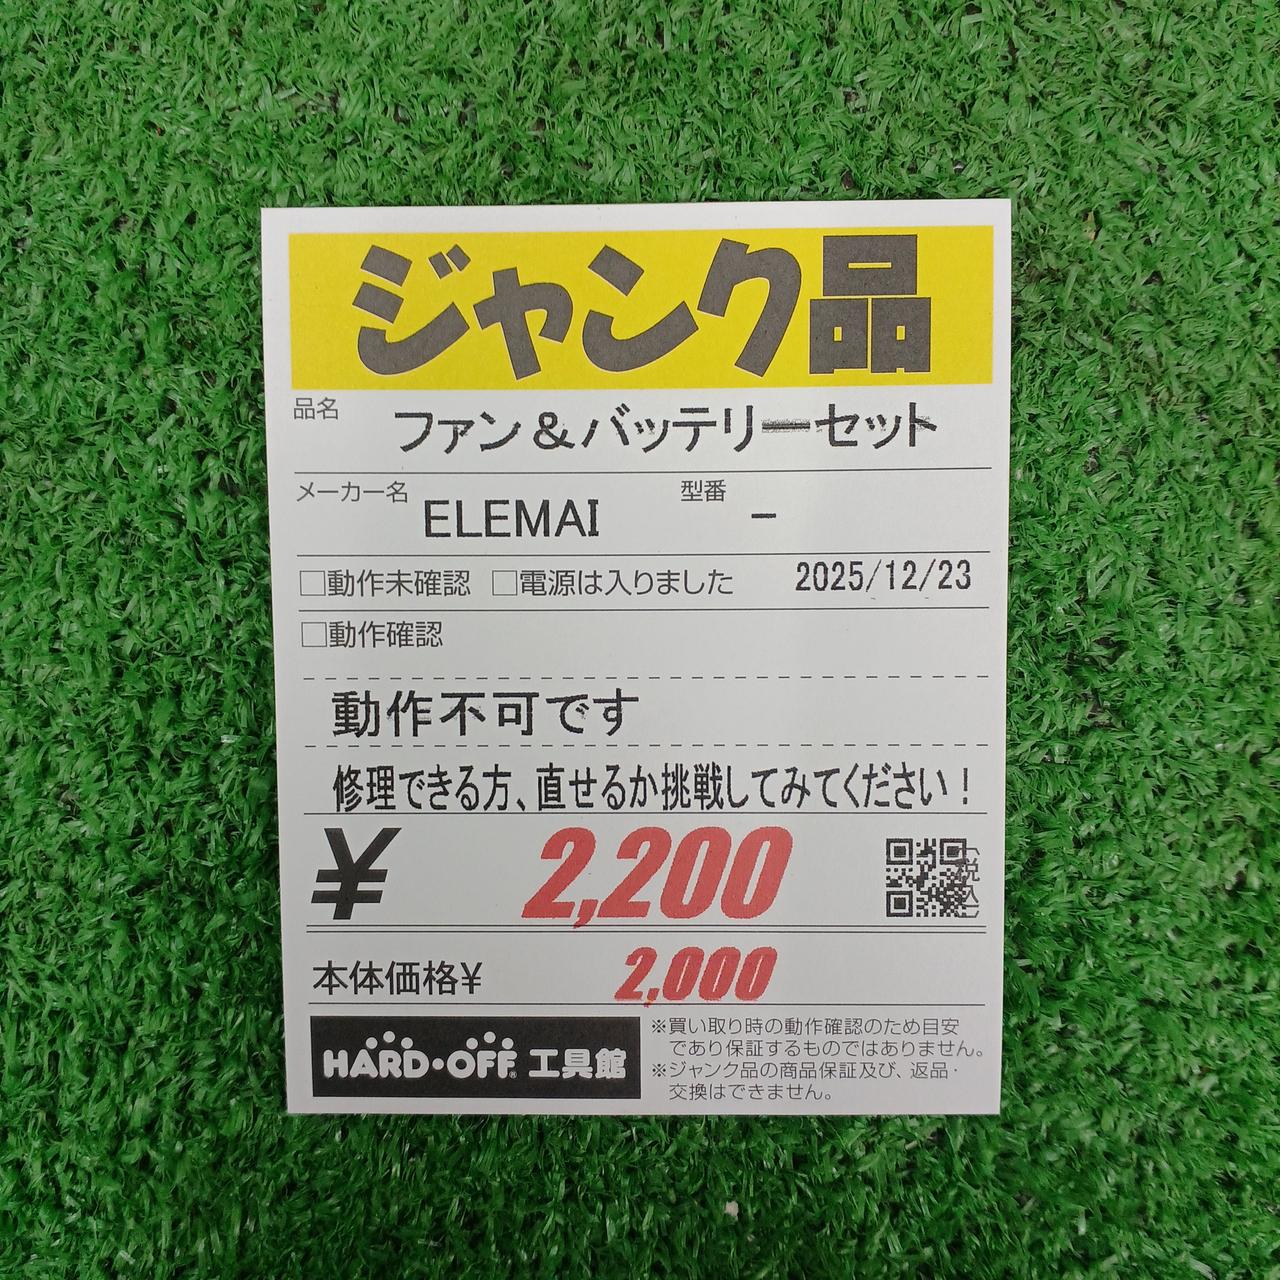 ジャンク品
品名 ファン&バッテリーセット
メーカー名 ELEMAI 型番 −
□動作未確認 □電源は入りました 2025/12/23
□動作確認
動作不可です
修理できる方、直せるか挑戦してみてください！
¥ 2,200 (税込)
本体価格¥ 2,000
HARD・OFF® 工具館
※買い取り時の動作確認のため目安
であり保証するものではありません。
※ジャンク品の商品保証及び、返品・
交換はできません。